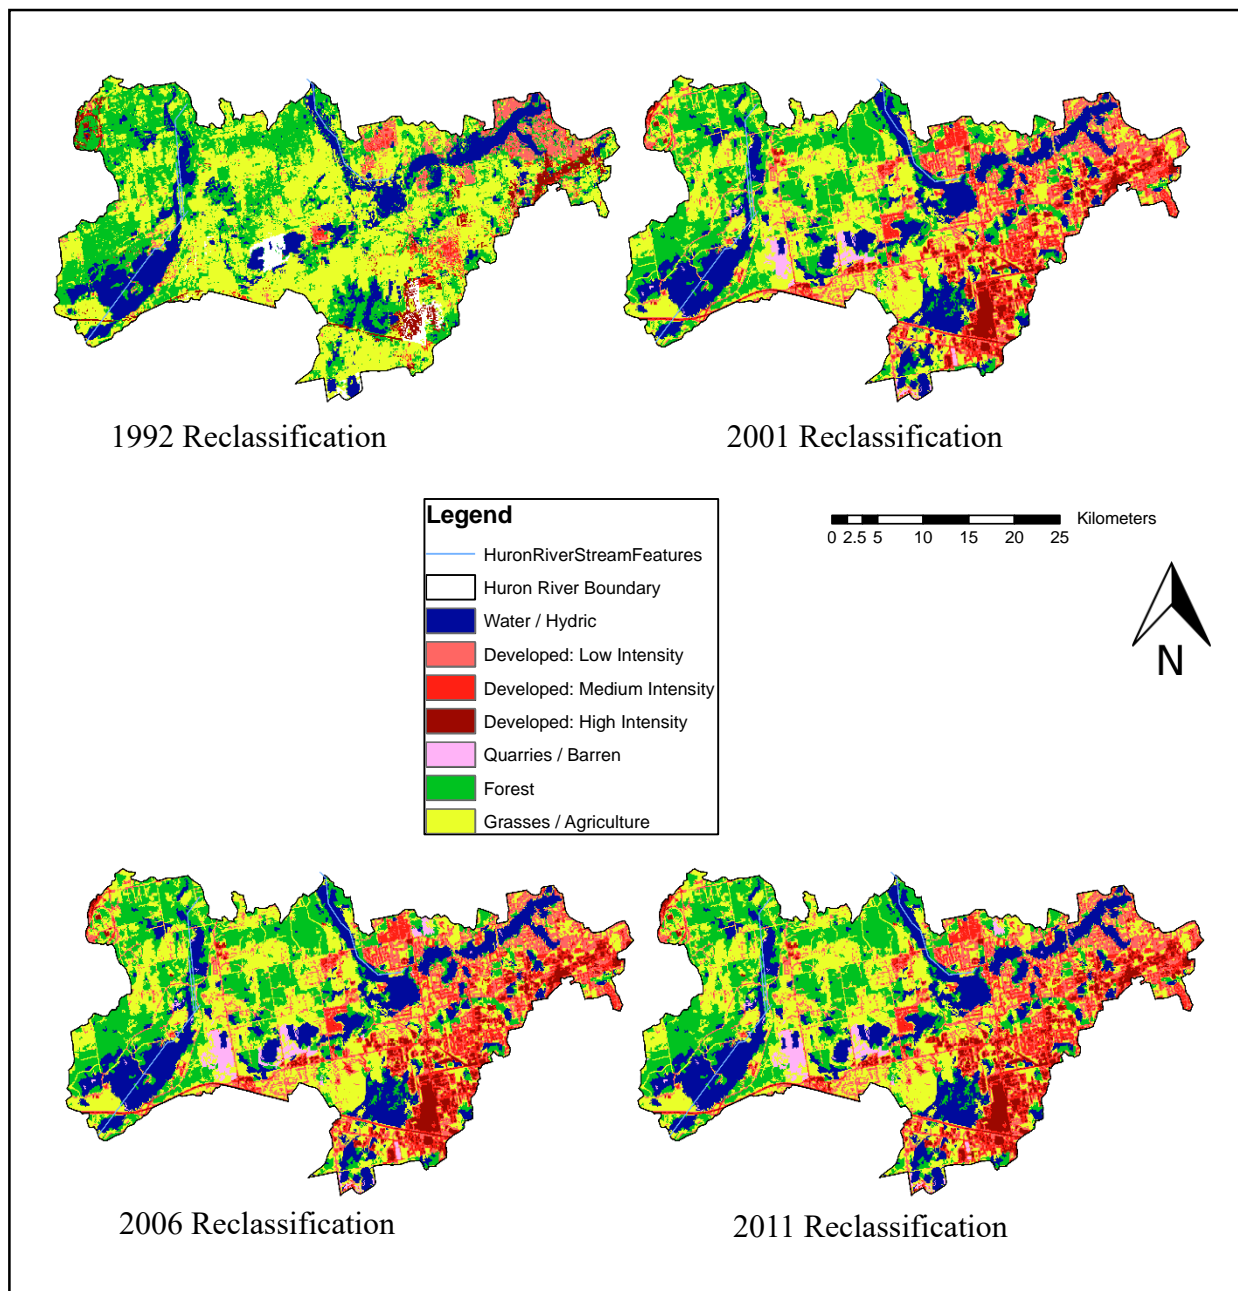 1992 Reclassification
2001 Reclassification
Legend
HuronRiverStreamFeatures
Huron River Boundary
Water / Hydric
Developed: Low Intensity
Developed: Medium Intensity
Developed: High Intensity
Quarries / Barren
Forest
Grasses / Agriculture
Kilometers
0 2.5 5 10 15 20 25
N
2006 Reclassification
2011 Reclassification